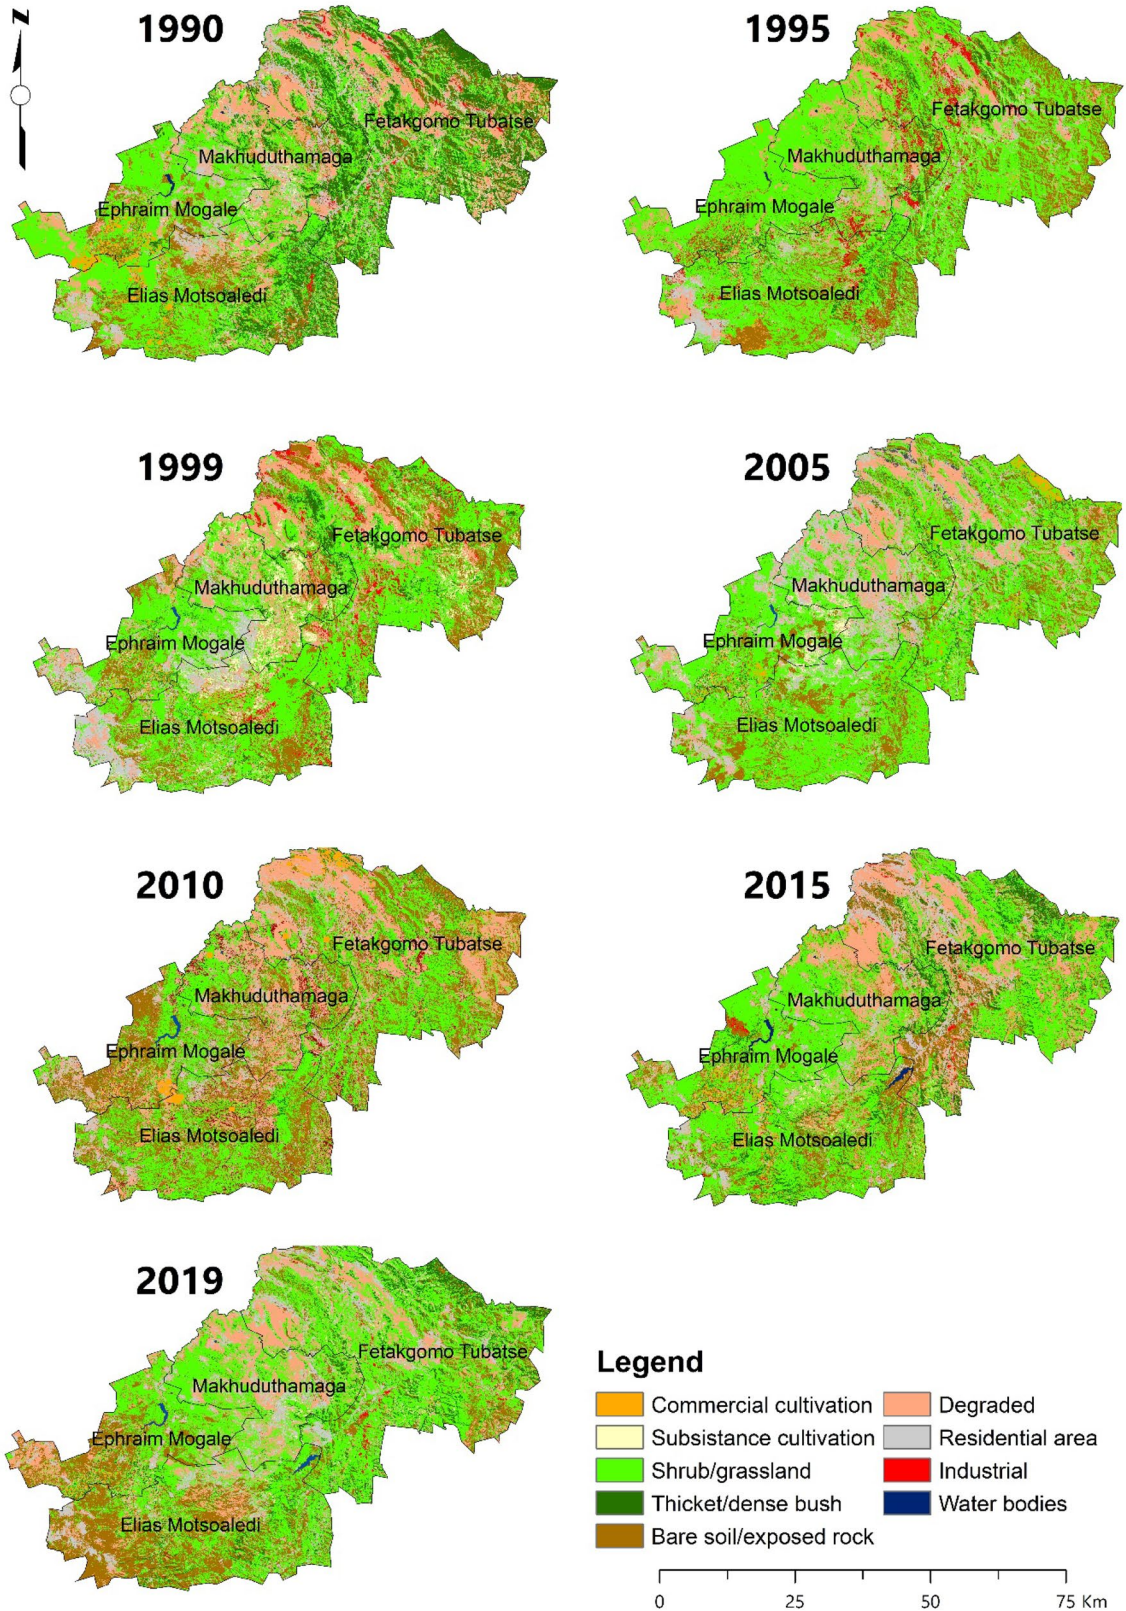 N
1990
Fetakgomo Tubatse
Makhuduthamaga
Ephraim Mogale
Elias Motsoaledi
1995
Fetakgomo Tubatse
Makhuduthamaga
Ephraim Mogale
Elias Motsoaledi
1999
Fetakgomo Tubatse
Makhuduthamaga
Ephraim Mogale
Elias Motsoaledi
2005
Fetakgomo Tubatse
Makhuduthamaga
Ephraim Mogale
Elias Motsoaledi
2010
Fetakgomo Tubatse
Makhuduthamaga
Ephraim Mogale
Elias Motsoaledi
2015
Fetakgomo Tubatse
Makhuduthamaga
Ephraim Mogale
Elias Motsoaledi
2019
Fetakgomo Tubatse
Makhuduthamaga
Ephraim Mogale
Elias Motsoaledi
Legend
Commercial cultivation
Subsistance cultivation
Shrub/grassland
Thicket/dense bush
Bare soil/exposed rock
Degraded
Residential area
Industrial
Water bodies
0 25 50 75 Km